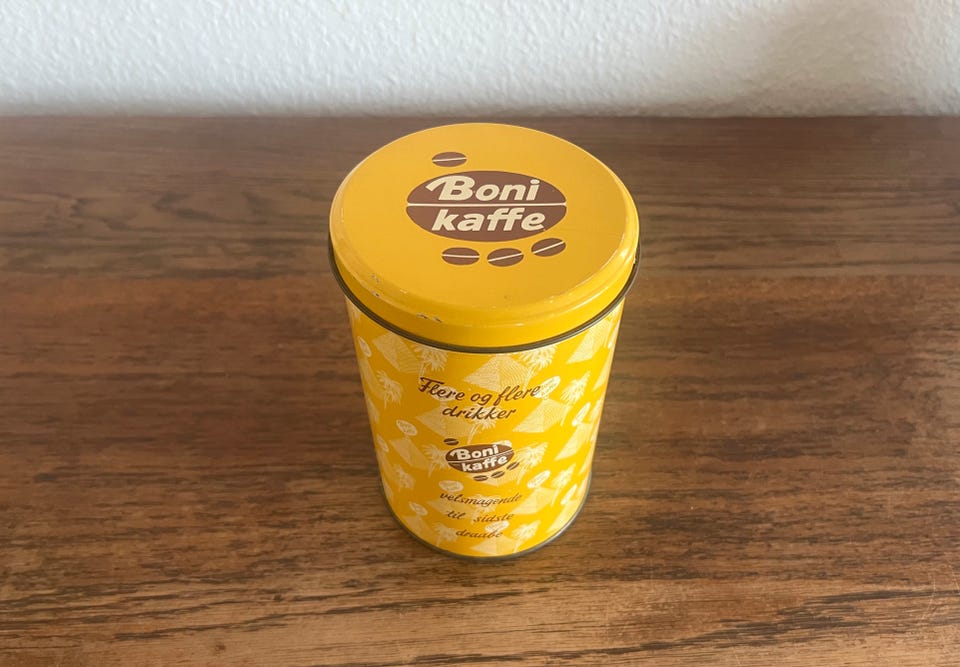 Boni
kaffe
Flere og flere
drikker
Boni
kaffe
velsmagende
til sidste
draabe